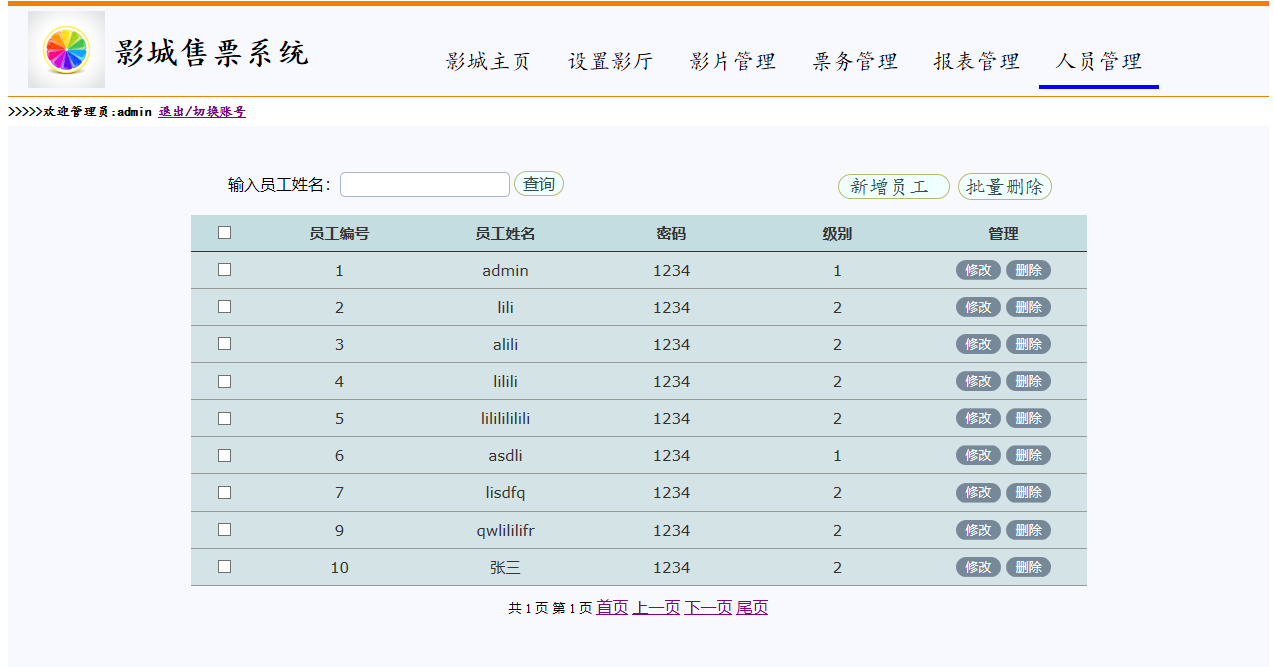 影城售票系统
影城主页 设置影厅 影片管理 票务管理 报表管理 人员管理
>>>>>欢迎管理员:admin 退出/切换账号
输入员工姓名: 查询 新增员工 批量删除
员工编号 员工姓名 密码 级别 管理
1 admin 1234 1 修改 删除
2 lili 1234 2 修改 删除
3 alili 1234 2 修改 删除
4 lilili 1234 2 修改 删除
5 lilililililili 1234 2 修改 删除
6 asdli 1234 1 修改 删除
7 lisdfq 1234 2 修改 删除
9 qwlililifr 1234 2 修改 删除
10 张三 1234 2 修改 删除
共 1 页 第 1 页 首页 上一页 下一页 尾页